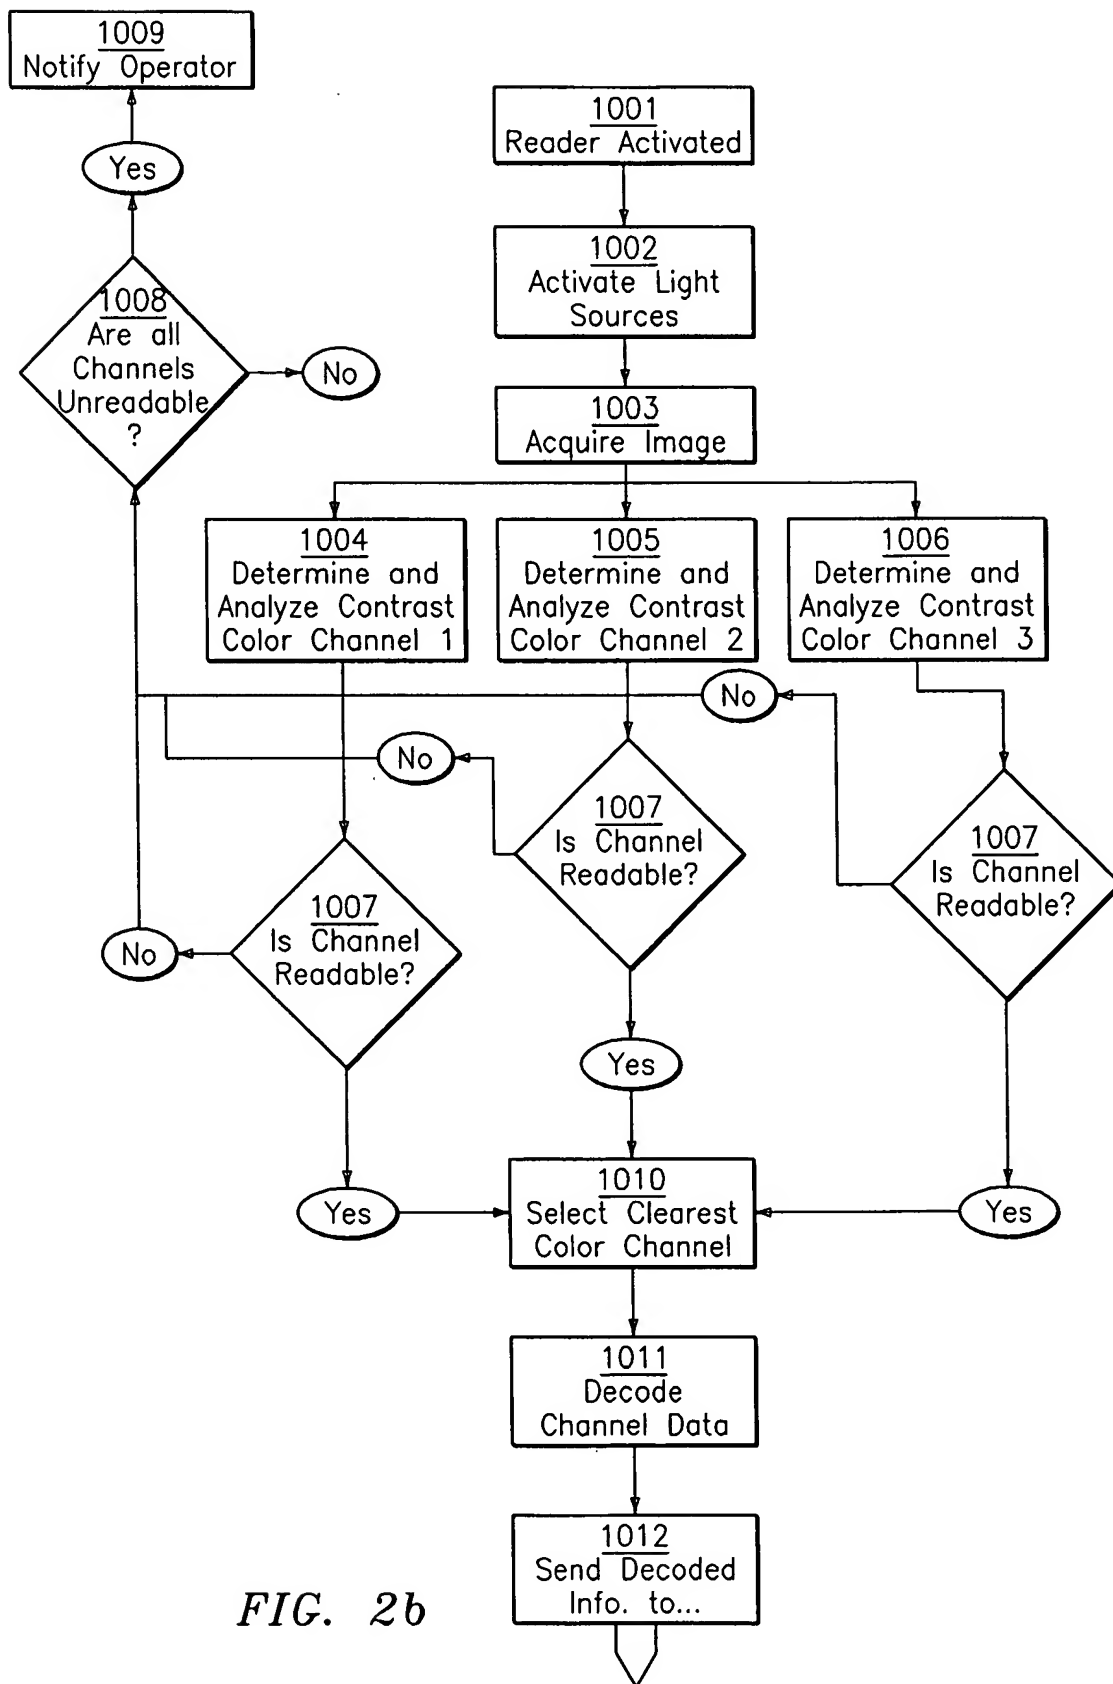 1009
Notify Operator
Yes
1008
Are all
Channels
Unreadable
?
No
1001
Reader Activated
1002
Activate Light
Sources
1003
Acquire Image
1004
Determine and
Analyze Contrast
Color Channel 1
1005
Determine and
Analyze Contrast
Color Channel 2
1006
Determine and
Analyze Contrast
Color Channel 3
No
No
1007
Is Channel
Readable?
1007
Is Channel
Readable?
1007
Is Channel
Readable?
No
Yes
Yes
1010
Select Clearest
Color Channel
Yes
1011
Decode
Channel Data
1012
Send Decoded
Info. to...
FIG. 2b